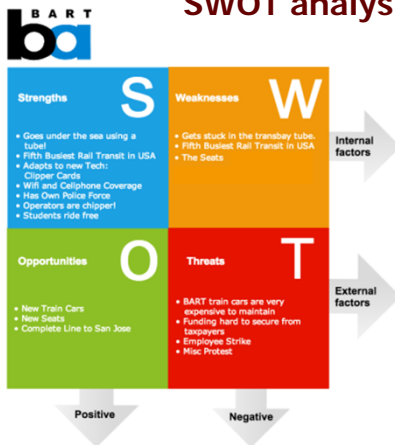 SWOT analys
BART
ba
Strengths
S
• Goes under the sea using a
tube!
• Fifth Busiest Rail Transit in USA
• Adapts to new Tech:
Clipper Cards
• Wifi and Cellphone Coverage
• Has Own Police Force
• Operators are chipper!
• Students ride free
Weaknesses
W
• Gets stuck in the transbay tube.
• Fifth Busiest Rail Transit in USA
• The Seats
Internal
factors
Opportunities
O
• New Train Cars
• New Seats
• Complete Line to San Jose
Threats
T
• BART train cars are very
expensive to maintain
• Funding hard to secure from
taxpayers
• Employee Strike
• Misc Protest
External
factors
Positive
Negative